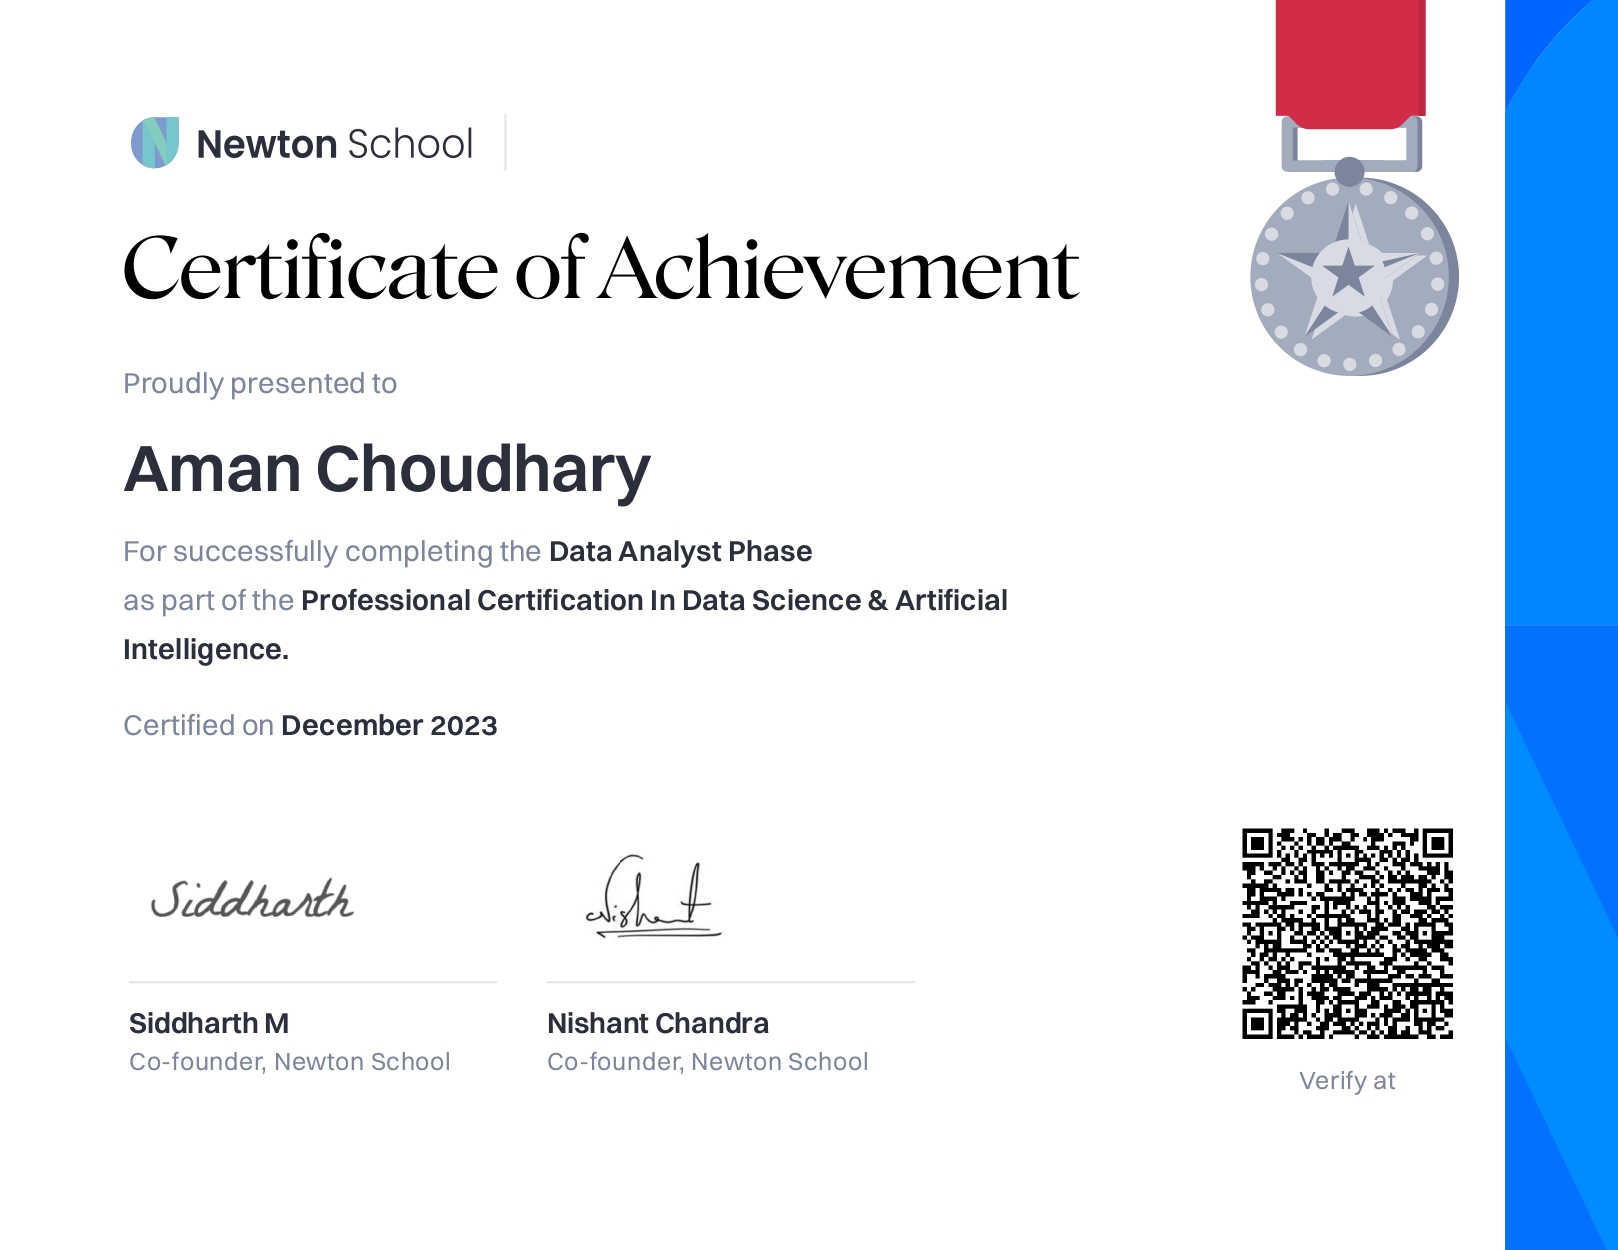 Newton School
Certificate of Achievement
Proudly presented to
Aman Choudhary
For successfully completing the Data Analyst Phase
as part of the Professional Certification In Data Science & Artificial
Intelligence.
Certified on December 2023
Siddharth
Nishant
Siddharth M
Nishant Chandra
Co-founder, Newton School
Co-founder, Newton School
Verify at